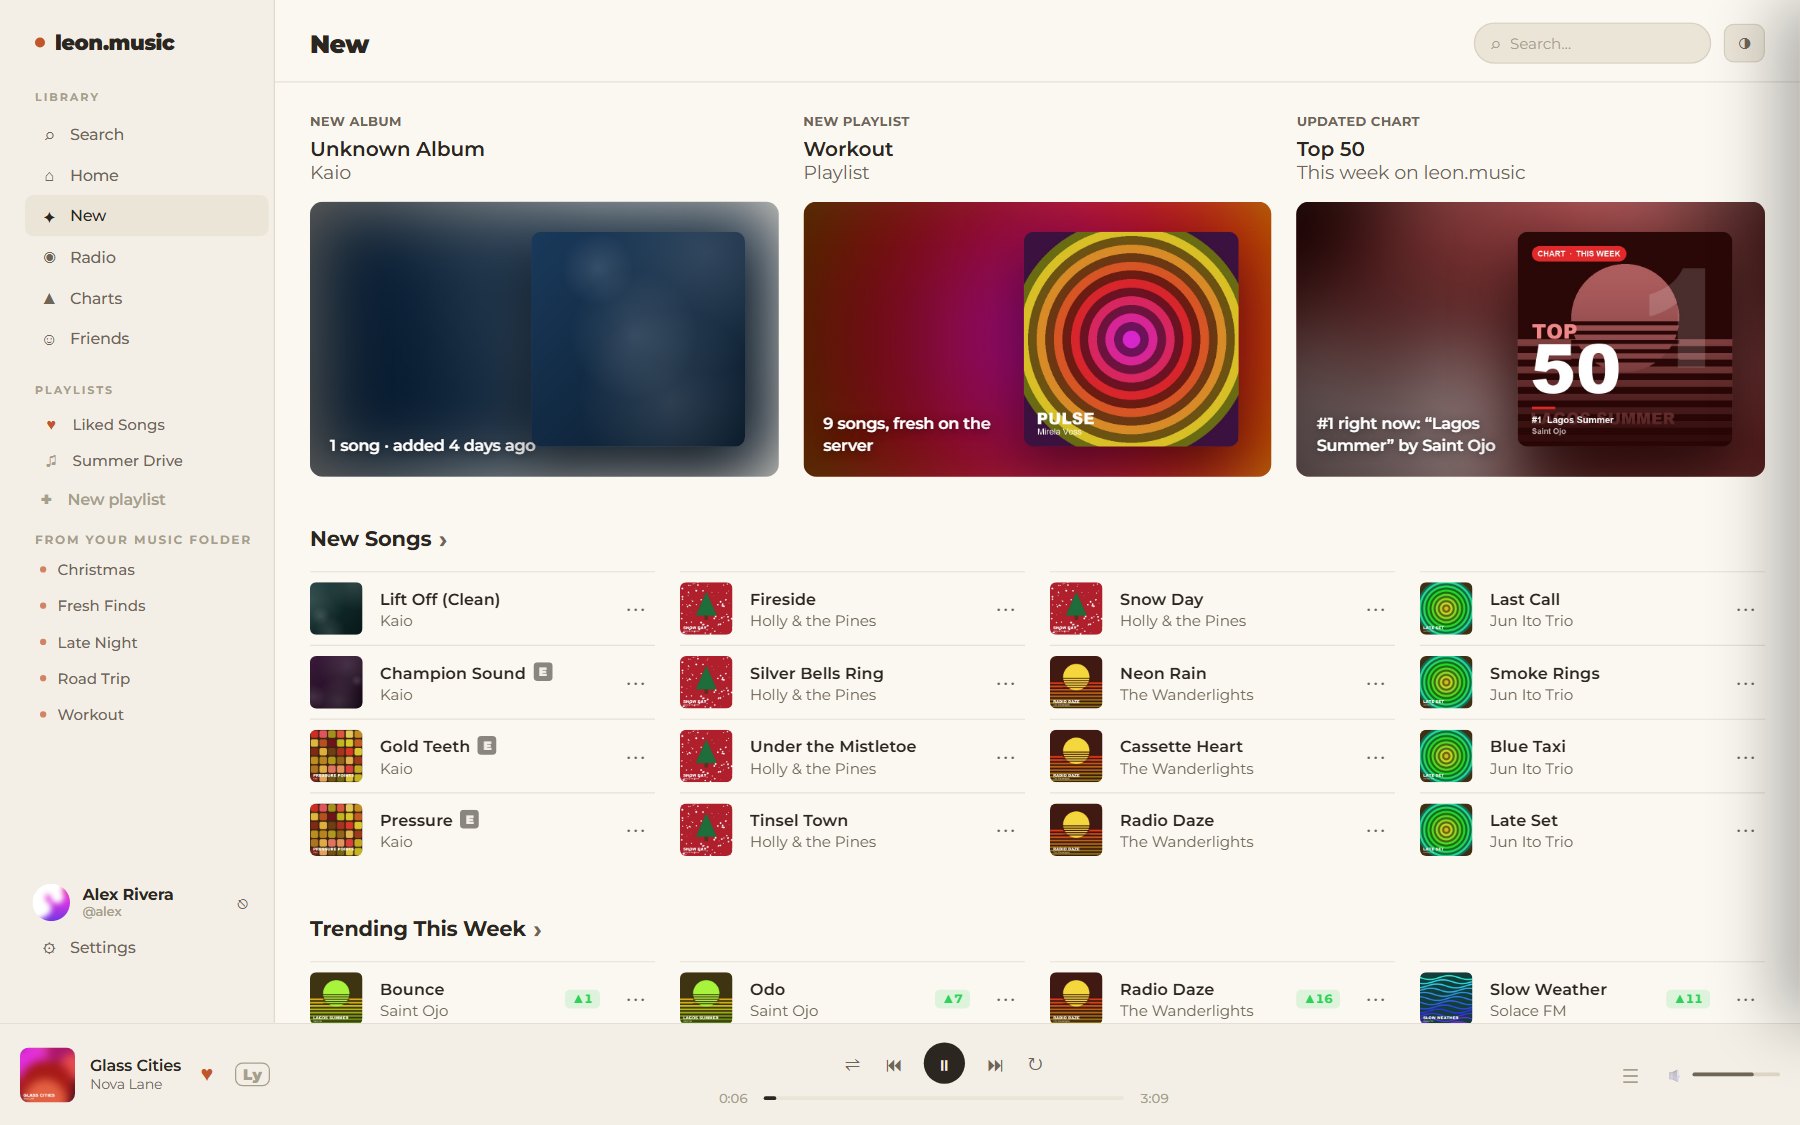 leon.music
LIBRARY
Search
Home
New
Radio
Charts
Friends
PLAYLISTS
Liked Songs
Summer Drive
New playlist
FROM YOUR MUSIC FOLDER
Christmas
Fresh Finds
Late Night
Road Trip
Workout
Alex Rivera
@alex
Settings
New
Search...
NEW ALBUM
Unknown Album
Kaio
1 song · added 4 days ago
NEW PLAYLIST
Workout
Playlist
9 songs, fresh on the
server
PULSE
Mirela Voss
UPDATED CHART
Top 50
This week on leon.music
#1 right now: “Lagos
Summer” by Saint Ojo
CHART · THIS WEEK
1
TOP
50
LAGOS SUMMER
#1 Lagos Summer
Saint Ojo
New Songs ›
Lift Off (Clean)
Kaio
Fireside
Holly & the Pines
Snow Day
Holly & the Pines
Last Call
Jun Ito Trio
Champion Sound E
Kaio
Silver Bells Ring
Holly & the Pines
Neon Rain
The Wanderlights
Smoke Rings
Jun Ito Trio
Gold Teeth E
Kaio
Under the Mistletoe
Holly & the Pines
Cassette Heart
The Wanderlights
Blue Taxi
Jun Ito Trio
Pressure E
Kaio
Tinsel Town
Holly & the Pines
Radio Daze
The Wanderlights
Late Set
Jun Ito Trio
Trending This Week ›
Bounce
Saint Ojo
▲1
Odo
Saint Ojo
▲7
Radio Daze
The Wanderlights
▲16
Slow Weather
Solace FM
▲11
Glass Cities
Nova Lane
Ly
0:06
3:09